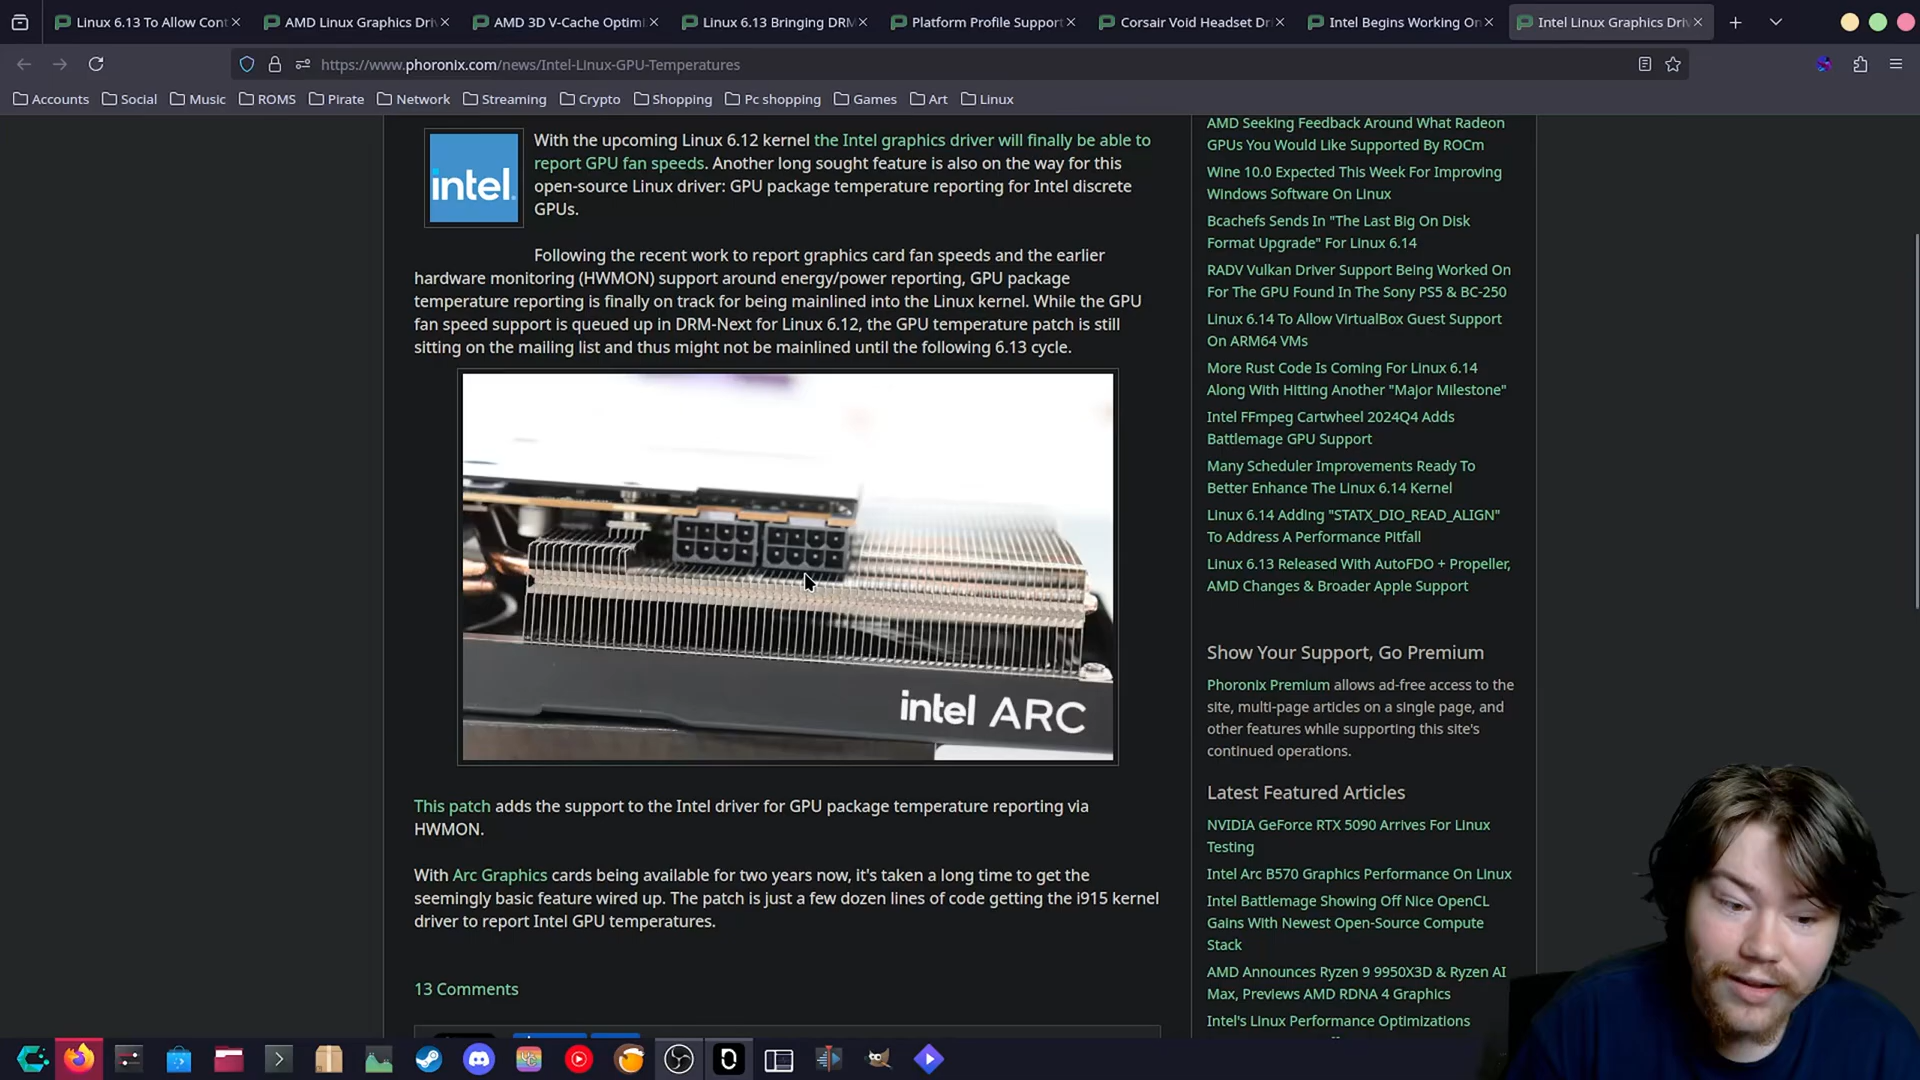 Linux 6.13 To Allow Cont
AMD Linux Graphics Dri
AMD 3D V-Cache Optimi
Linux 6.13 Bringing DRM
Platform Profile Support
Corsair Void Headset Dri
Intel Begins Working On
Intel Linux Graphics Driv
https://www.phoronix.com/news/Intel-Linux-GPU-Temperatures
Accounts
Social
Music
ROMS
Pirate
Network
Streaming
Crypto
Shopping
Pc shopping
Games
Art
Linux
intel.
With the upcoming Linux 6.12 kernel the Intel graphics driver will finally be able to
report GPU fan speeds. Another long sought feature is also on the way for this
open-source Linux driver: GPU package temperature reporting for Intel discrete
GPUs.
Following the recent work to report graphics card fan speeds and the earlier
hardware monitoring (HWMON) support around energy/power reporting, GPU package
temperature reporting is finally on track for being mainlined into the Linux kernel. While the GPU
fan speed support is queued up in DRM-Next for Linux 6.12, the GPU temperature patch is still
sitting on the mailing list and thus might not be mainlined until the following 6.13 cycle.
intel ARC
This patch adds the support to the Intel driver for GPU package temperature reporting via
HWMON.
With Arc Graphics cards being available for two years now, it's taken a long time to get the
seemingly basic feature wired up. The patch is just a few dozen lines of code getting the i915 kernel
driver to report Intel GPU temperatures.
13 Comments
AMD Seeking Feedback Around What Radeon
GPUs You Would Like Supported By ROCm
Wine 10.0 Expected This Week For Improving
Windows Software On Linux
Bcachefs Sends In "The Last Big On Disk
Format Upgrade" For Linux 6.14
RADV Vulkan Driver Support Being Worked On
For The GPU Found In The Sony PS5 & BC-250
Linux 6.14 To Allow VirtualBox Guest Support
On ARM64 VMs
More Rust Code Is Coming For Linux 6.14
Along With Hitting Another "Major Milestone"
Intel FFmpeg Cartwheel 2024Q4 Adds
Battlemage GPU Support
Many Scheduler Improvements Ready To
Better Enhance The Linux 6.14 Kernel
Linux 6.14 Adding "STATX_DIO_READ_ALIGN"
To Address A Performance Pitfall
Linux 6.13 Released With AutoFDO + Propeller,
AMD Changes & Broader Apple Support
Show Your Support, Go Premium
Phoronix Premium allows ad-free access to the
site, multi-page articles on a single page, and
other features while supporting this site's
continued operations.
Latest Featured Articles
NVIDIA GeForce RTX 5090 Arrives For Linux
Testing
Intel Arc B570 Graphics Performance On Linux
Intel Battlemage Showing Off Nice OpenCL
Gains With Newest Open-Source Compute
Stack
AMD Announces Ryzen 9 9950X3D & Ryzen AI
Max, Previews AMD RDNA 4 Graphics
Intel's Linux Performance Optimizations